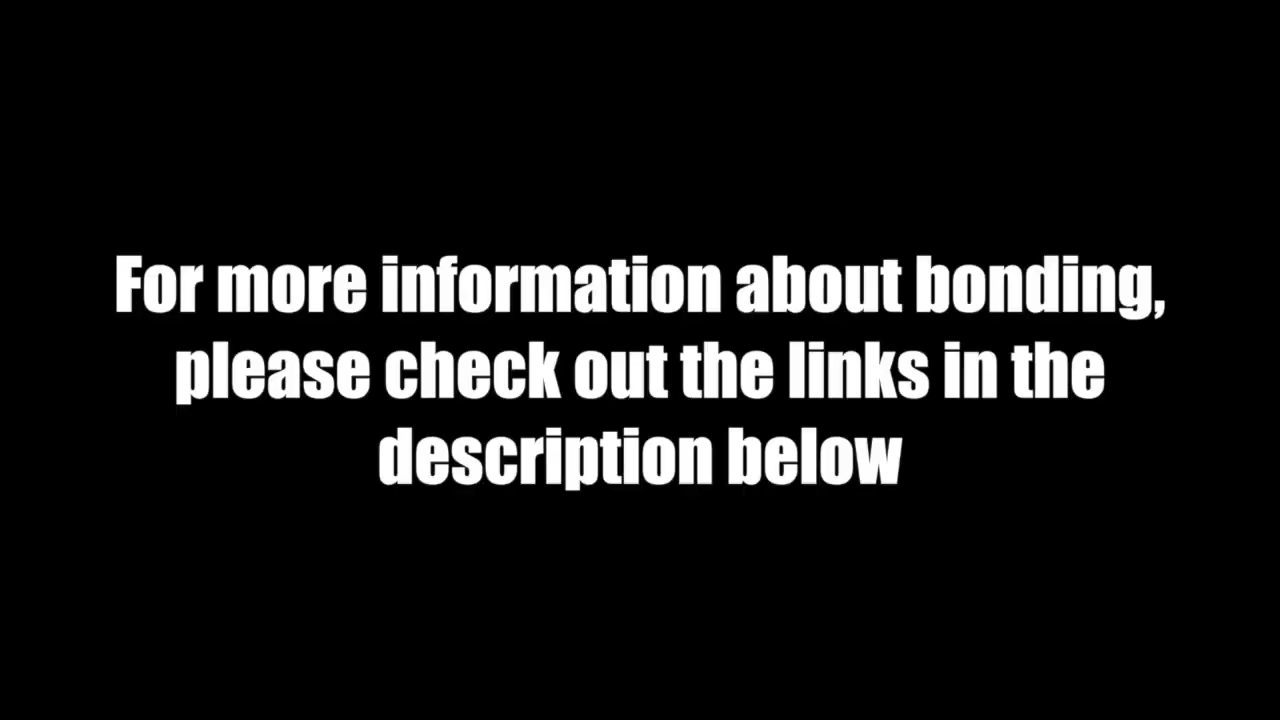 For more information about bonding,
please check out the links in the
description below